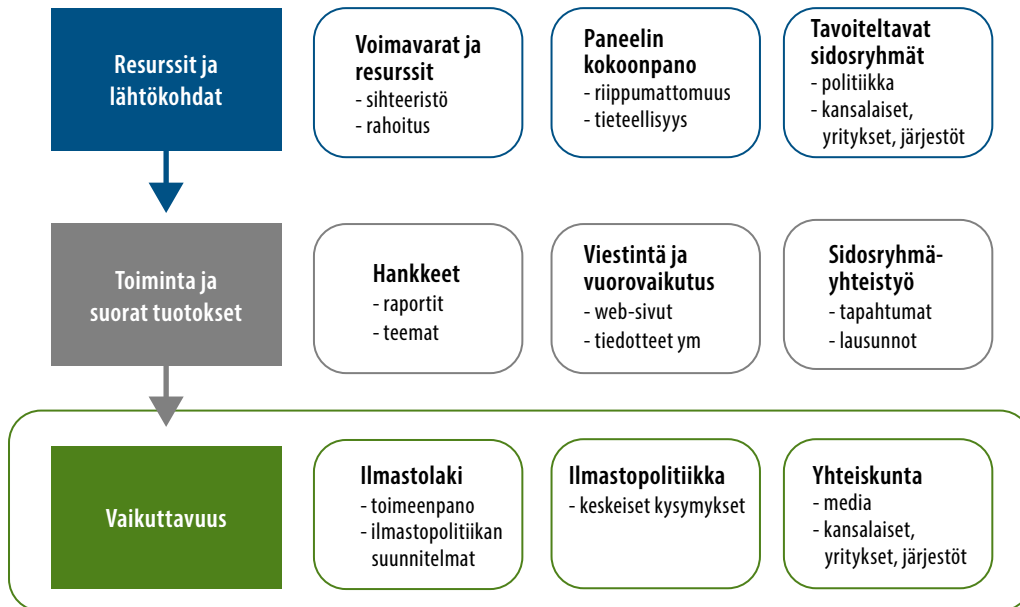 Resurssit ja
lähtökohdat
Voimavarat ja
resurssit
- sihteeristö
- rahoitus
Paneelin
kokoonpano
- riippumattomuus
- tieteellisyys
Tavoiteltavat
sidosryhmät
- politiikka
- kansalaiset,
yritykset, järjestöt
Toiminta ja
suorat tuotokset
Hankkeet
- raportit
- teemat
Viestintä ja
vuorovaikutus
- web-sivut
- tiedotteet ym
Sidosryhmä-
yhteistyö
- tapahtumat
- lausunnot
Vaikuttavuus
Ilmastolaki
- toimeenpano
- ilmastopolitiikan
suunnitelmat
Ilmastopolitiikka
- keskeiset kysymykset
Yhteiskunta
- media
- kansalaiset,
yritykset, järjestöt